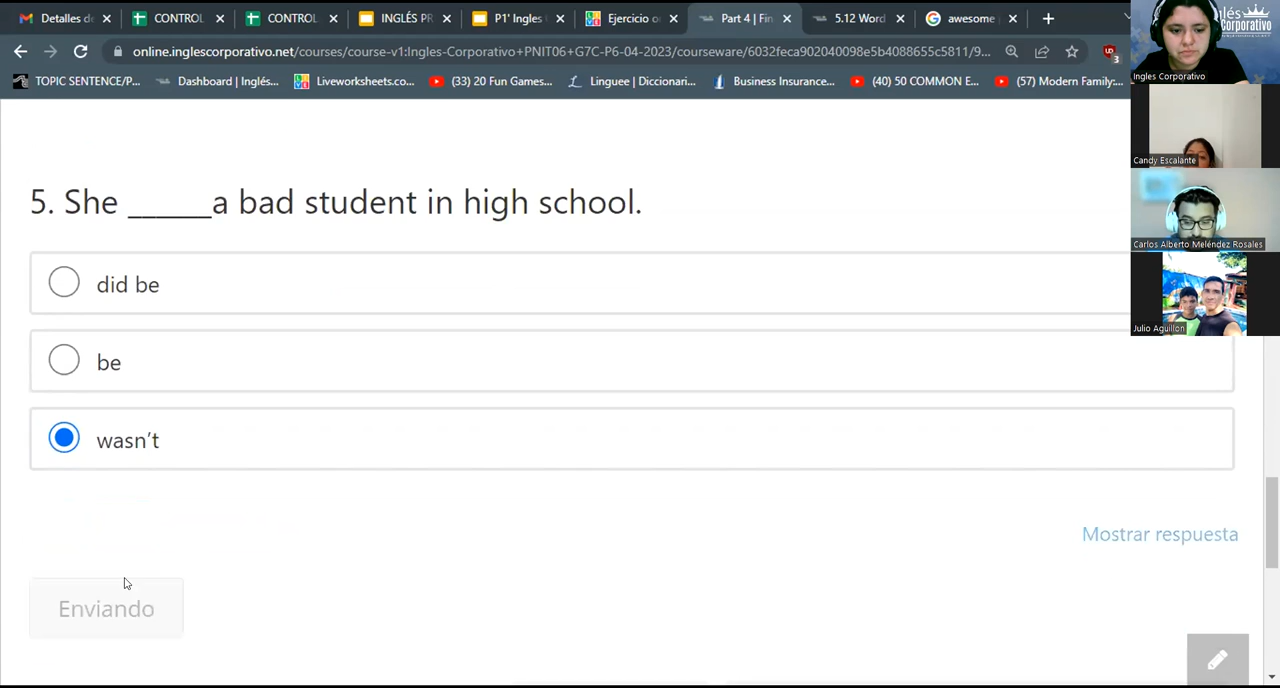 Detalles de
CONTROL
CONTROL
INGLÉS PR
P1' Ingles
Ejercicio o
Part 4 | Fin
5.12 Word
awesome
online.inglescorporativo.net/courses/course-v1:Ingles-Corporativo+PNIT06+G7C-P6-04-2023/courseware/6032feca902040098e5b4088655c5811/9...
3
TOPIC SENTENCE/P...
Dashboard | Inglés...
Liveworksheets.co...
(33) 20 Fun Games...
Linguee | Diccionari...
Business Insurance...
(40) 50 COMMON E...
(57) Modern Family:...
glés
Corporativo
Ingles Corporativo
Candy Escalante
Carlos Alberto Meléndez Rosales
Julio Aguillon
5. She ______a bad student in high school.
did be
be
wasn't
Mostrar respuesta
Enviando